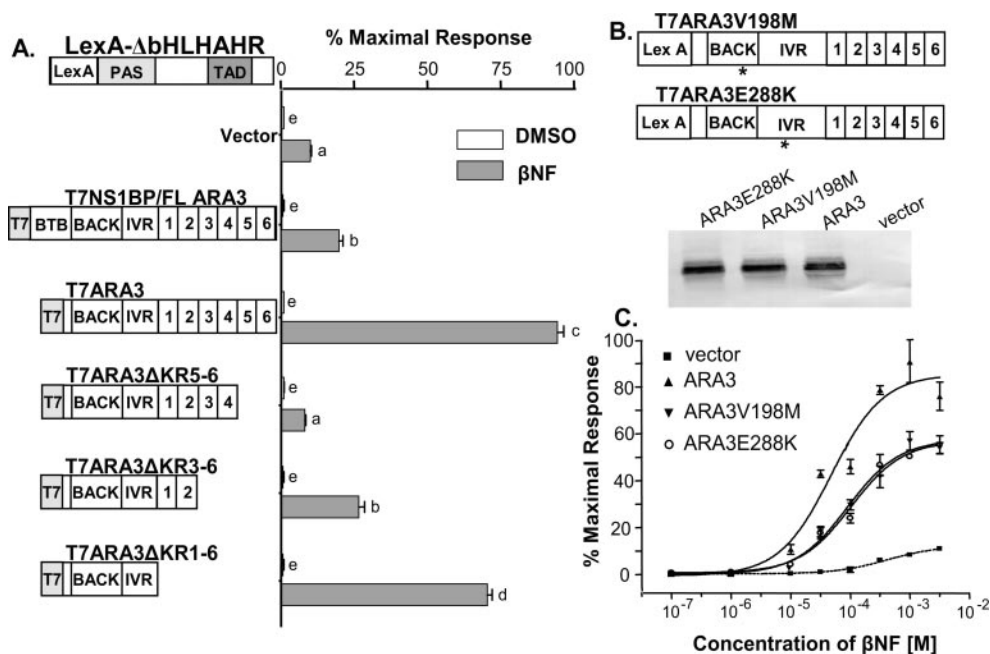 A.
LexA-ΔbHLHAHR
LexA PAS TAD
% Maximal Response
0 25 50 75 100
DMSO
βNF
Vector
e
a
T7NS1BP/FL ARA3
T7 BTB BACK IVR 1 2 3 4 5 6
e
b
T7ARA3
T7 BACK IVR 1 2 3 4 5 6
e
c
T7ARA3ΔKR5-6
T7 BACK IVR 1 2 3 4
e
a
T7ARA3ΔKR3-6
T7 BACK IVR 1 2
e
b
T7ARA3ΔKR1-6
T7 BACK IVR
e
d
B.
T7ARA3V198M
Lex A BACK IVR 1 2 3 4 5 6
*
T7ARA3E288K
Lex A BACK IVR 1 2 3 4 5 6
*
ARA3E288K ARA3V198M ARA3 vector
C.
% Maximal Response
100
80
60
40
20
0
vector
ARA3
ARA3V198M
ARA3E288K
10-7 10-6 10-5 10-4 10-3 10-2
Concentration of βNF [M]